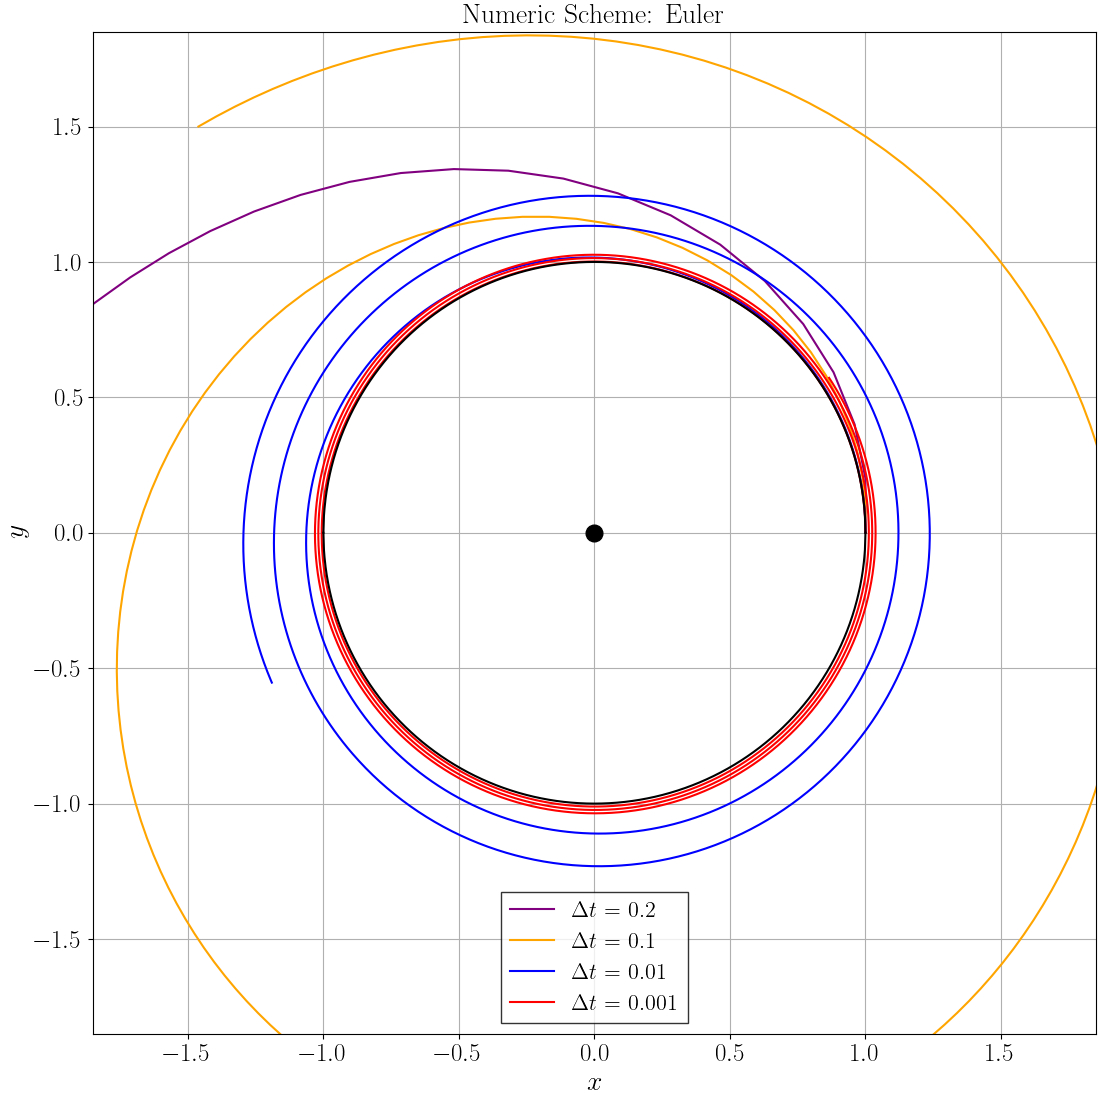 Numeric Scheme: Euler
y
1.5
1.0
0.5
0.0
−0.5
−1.0
−1.5
Δt = 0.2
Δt = 0.1
Δt = 0.01
Δt = 0.001
−1.5 −1.0 −0.5 0.0 0.5 1.0 1.5
x